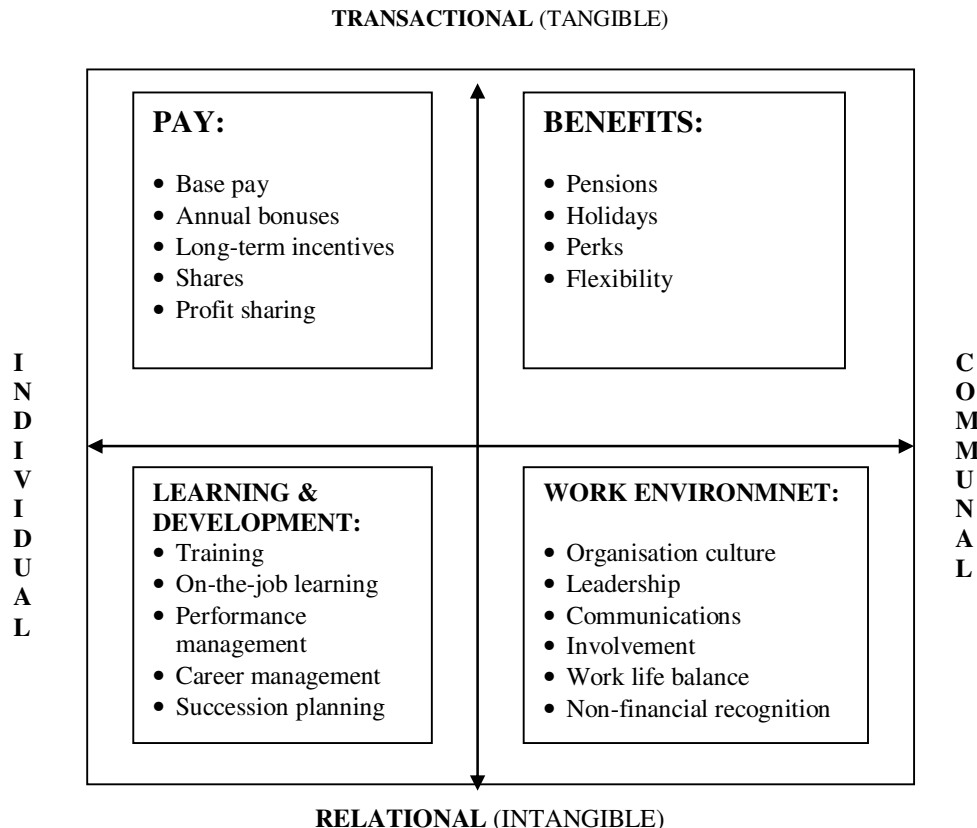 TRANSACTIONAL (TANGIBLE)
PAY:
• Base pay
• Annual bonuses
• Long-term incentives
• Shares
• Profit sharing
BENEFITS:
• Pensions
• Holidays
• Perks
• Flexibility
INDIVIDUAL
COMMUNAL
LEARNING &
DEVELOPMENT:
• Training
• On-the-job learning
• Performance
management
• Career management
• Succession planning
WORK ENVIRONMNET:
• Organisation culture
• Leadership
• Communications
• Involvement
• Work life balance
• Non-financial recognition
RELATIONAL (INTANGIBLE)